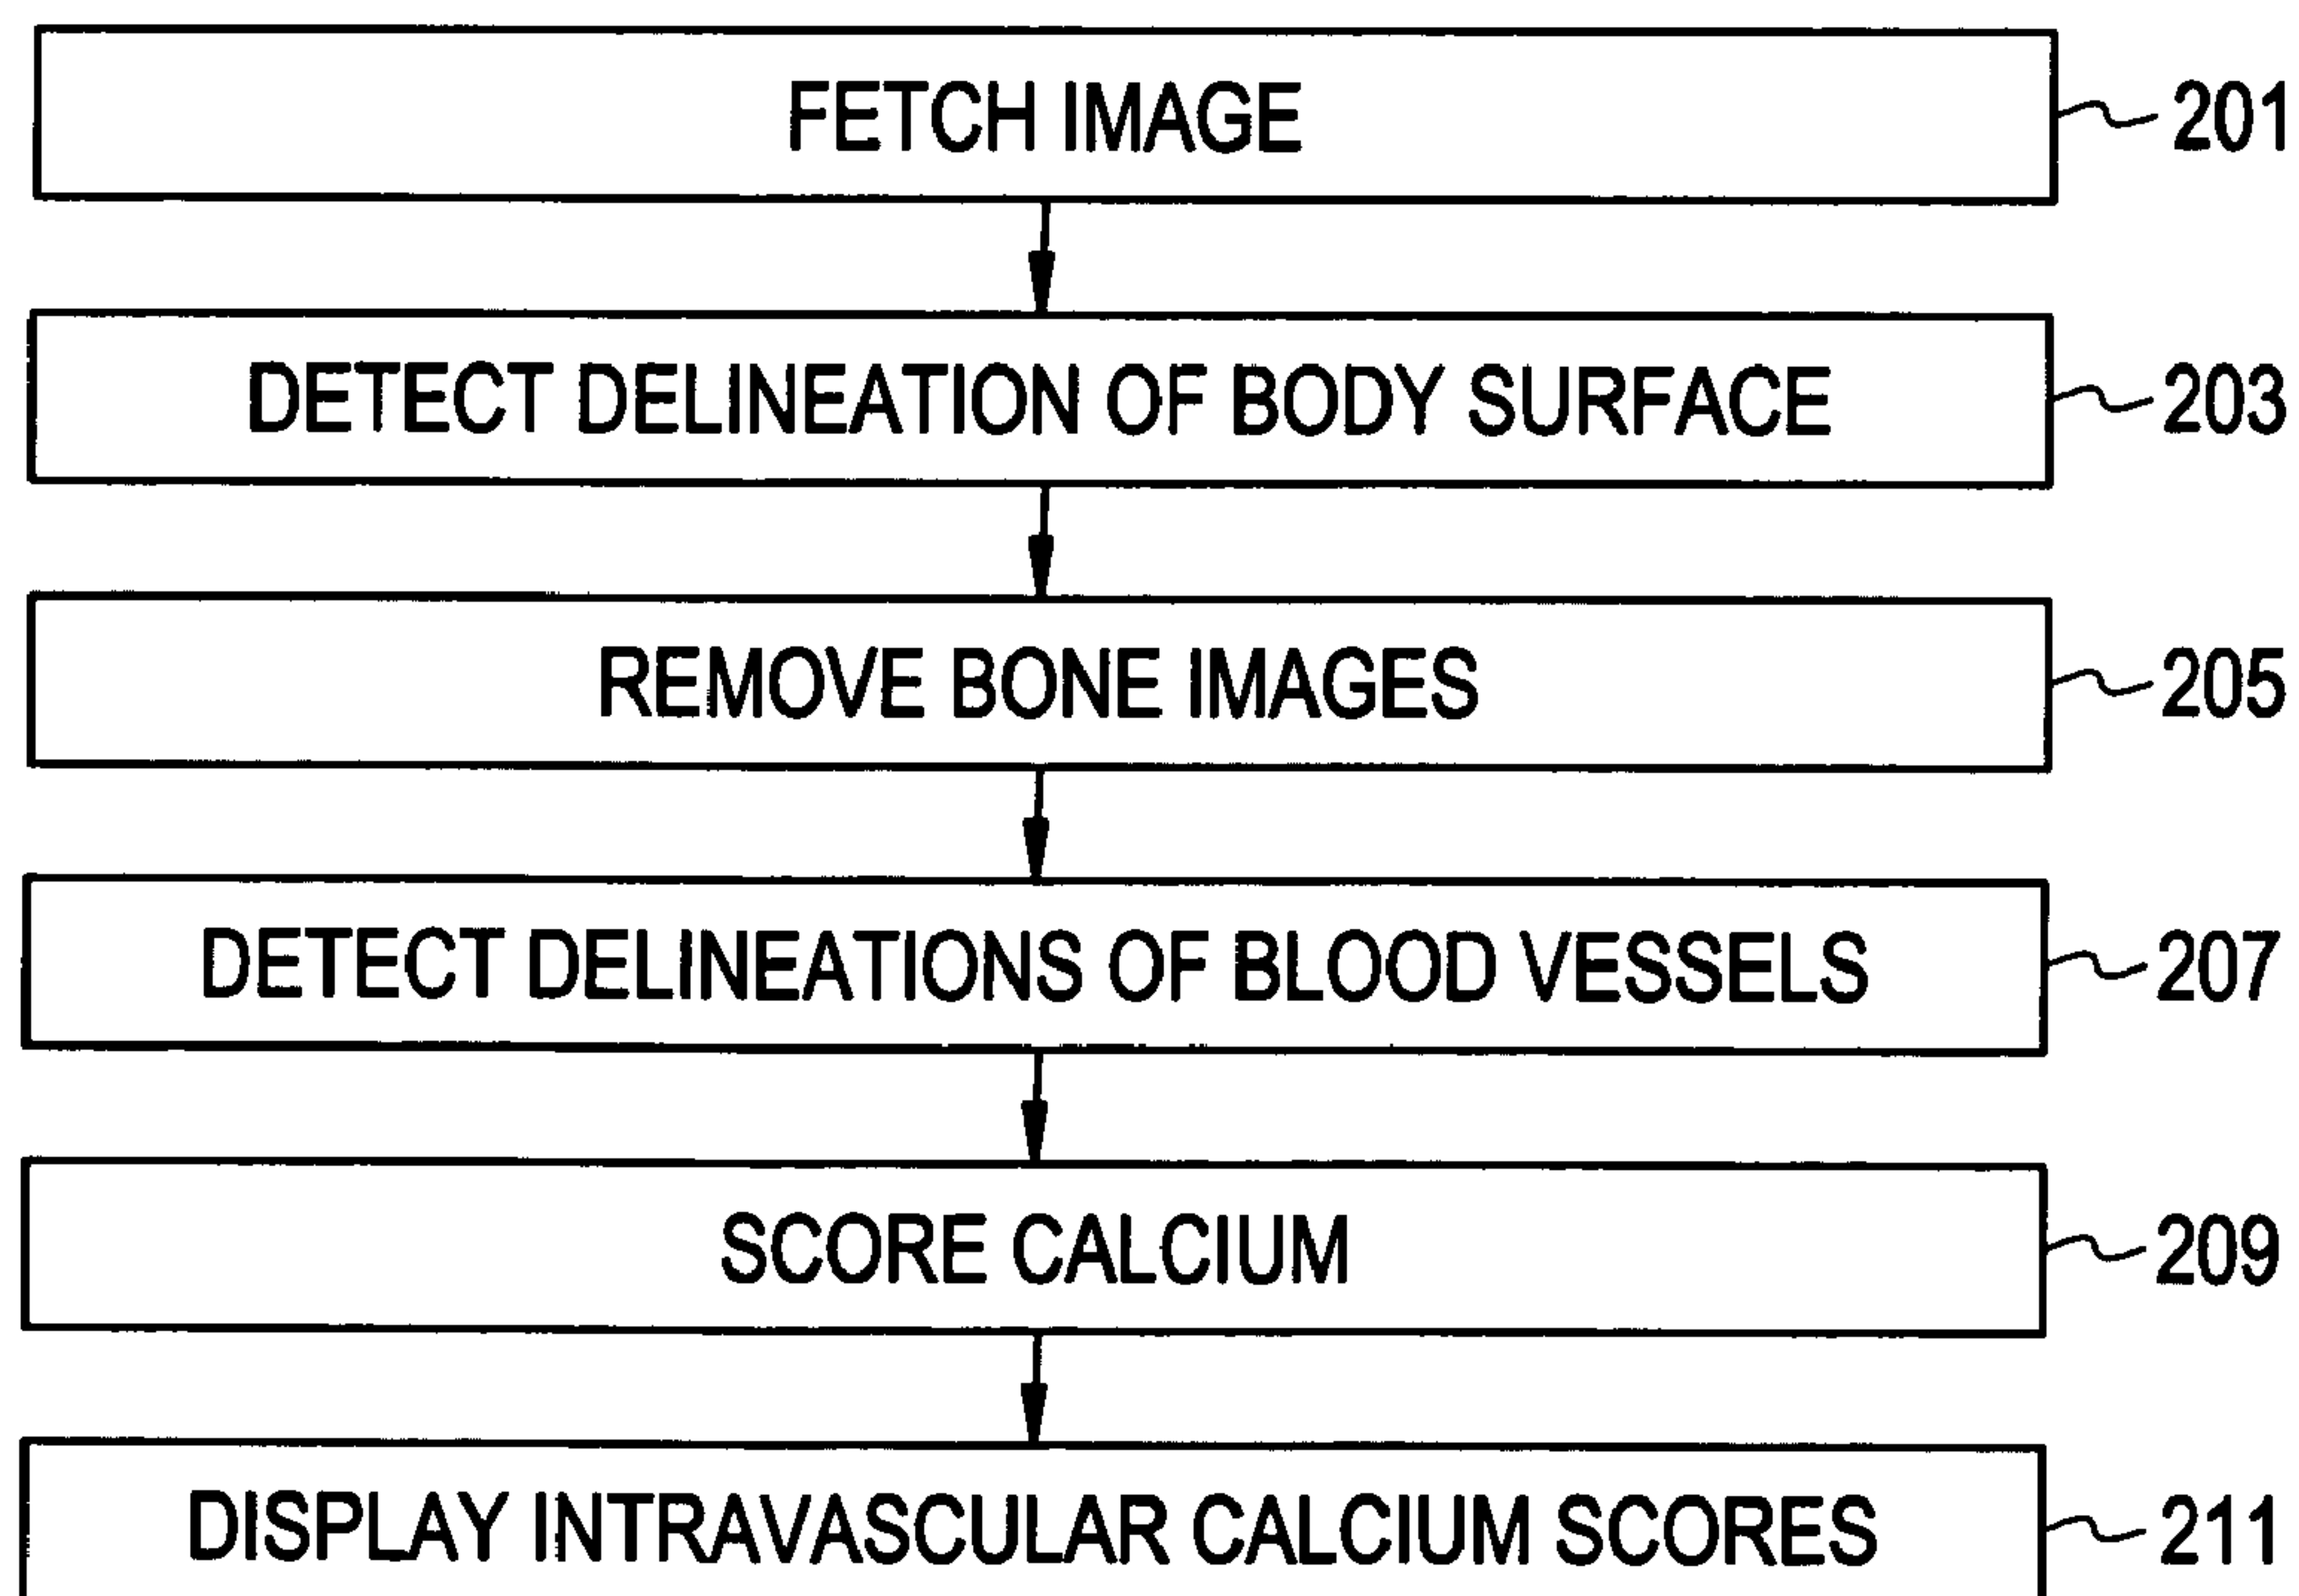 FETCH IMAGE 201
DETECT DELINEATION OF BODY SURFACE 203
REMOVE BONE IMAGES 205
DETECT DELINEATIONS OF BLOOD VESSELS 207
SCORE CALCIUM 209
DISPLAY INTRAVASCULAR CALCIUM SCORES 211